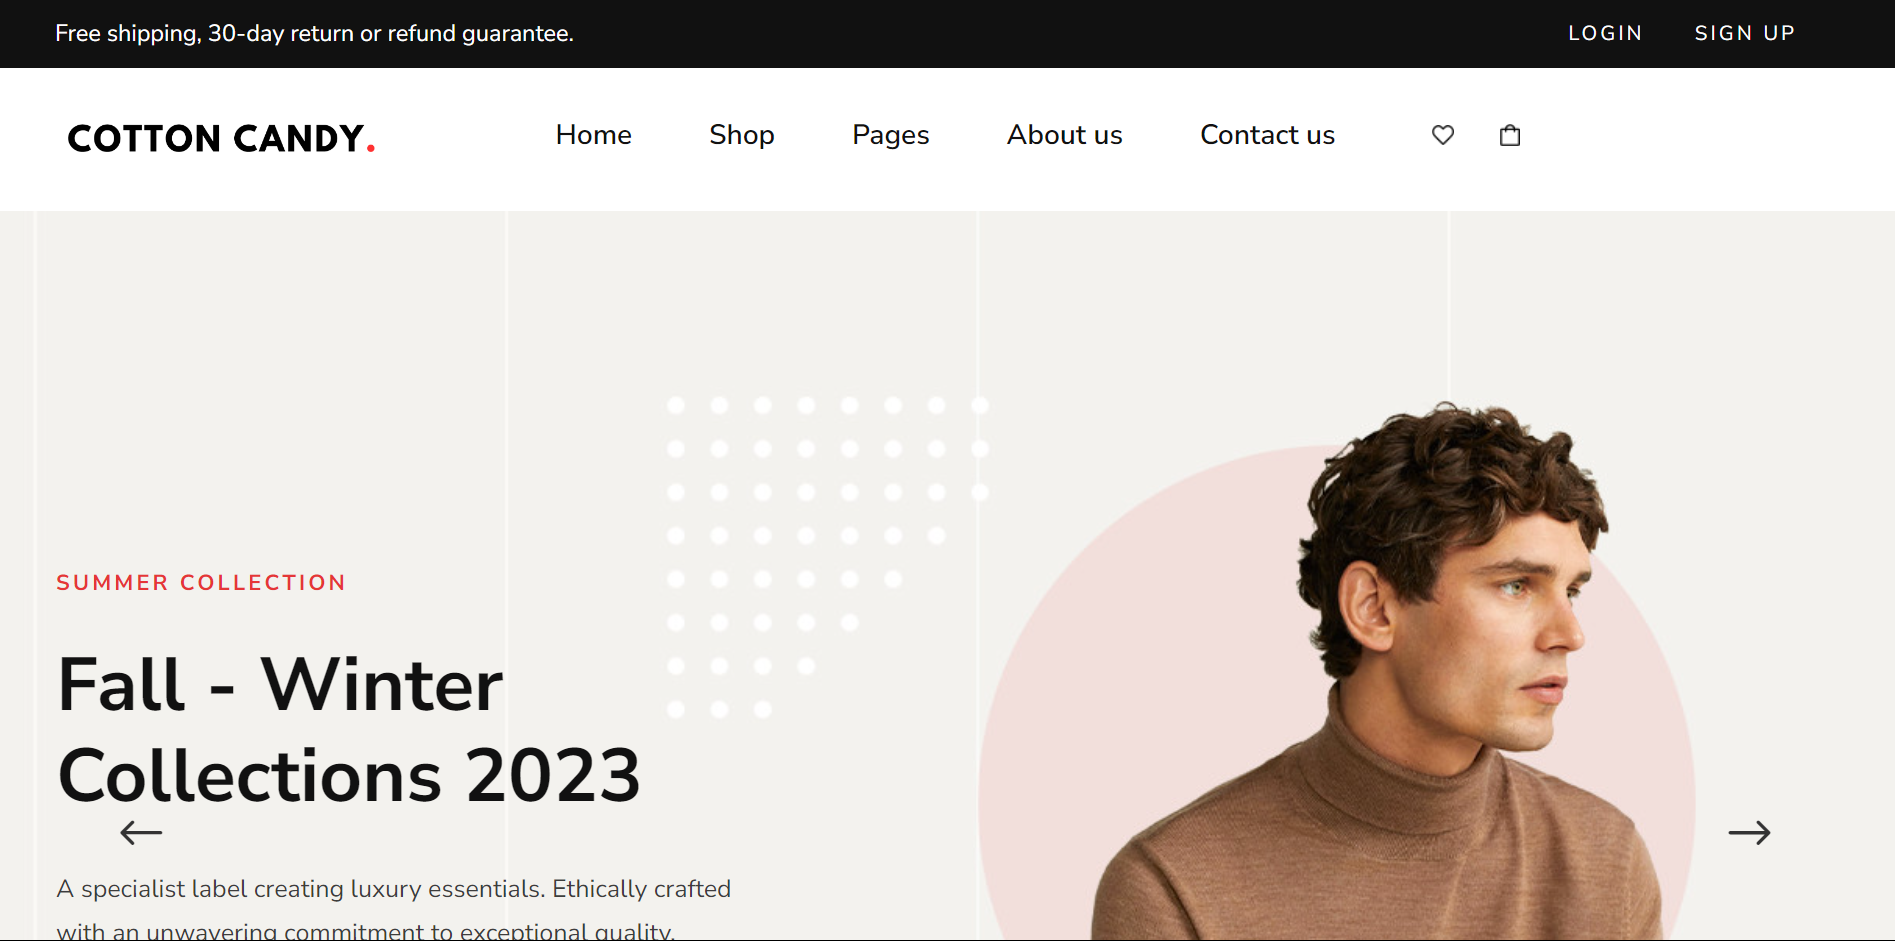 Free shipping, 30-day return or refund guarantee.
LOGIN SIGN UP
COTTON CANDY.
Home Shop Pages About us Contact us
SUMMER COLLECTION
Fall - Winter
Collections 2023
A specialist label creating luxury essentials. Ethically crafted
with an unwavering commitment to exceptional quality.